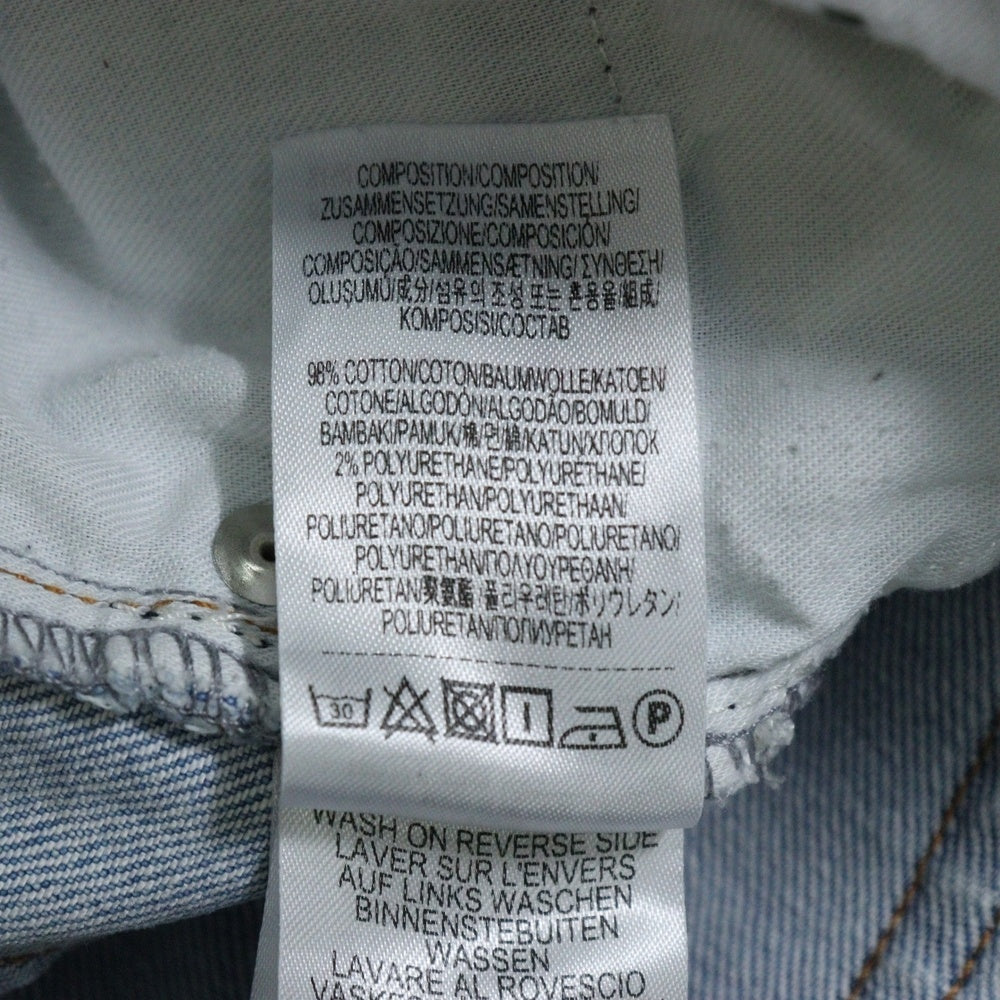 COMPOSITION/COMPOSITION/
ZUSAMMENSETZUNG/SAMENSTELLING/
COMPOSIZIONE/COMPOSICIÓN/
COMPOSIÇÃO/SAMMENSÆTNING/ ΣΥΝΘΕΣΗ/
OLUŞUMU/成分/섬유의 조성 또는 혼용율/組成/
KOMPOSISI/СОСТАВ
98% COTTON/COTON/BAUMWOLLE/KATOEN/
COTONE/ALGODÓN/ALGODÃO/BOMULD/
BAMBAKI/PAMUK/棉/면/綿/KATUN/ХЛОПОК
2% POLYURETHANE/POLYURETHANE/
POLYURETHAN/POLYURETHAAN/
POLIURETANO/POLIURETANO/POLIURETANO/
POLYURETHAN/ΠΟΛΥΟΥΡΕΘΑΝΗ/
POLIURETAN/聚氨酯/폴리우레탄/ポリウレタン/
POLIURETAN/ПОЛИУРЕТАН
30 P
WASH ON REVERSE SIDE
LAVER SUR L'ENVERS
AUF LINKS WASCHEN
BINNENSTEBUITEN
WASSEN
LAVARE AL ROVESCIO